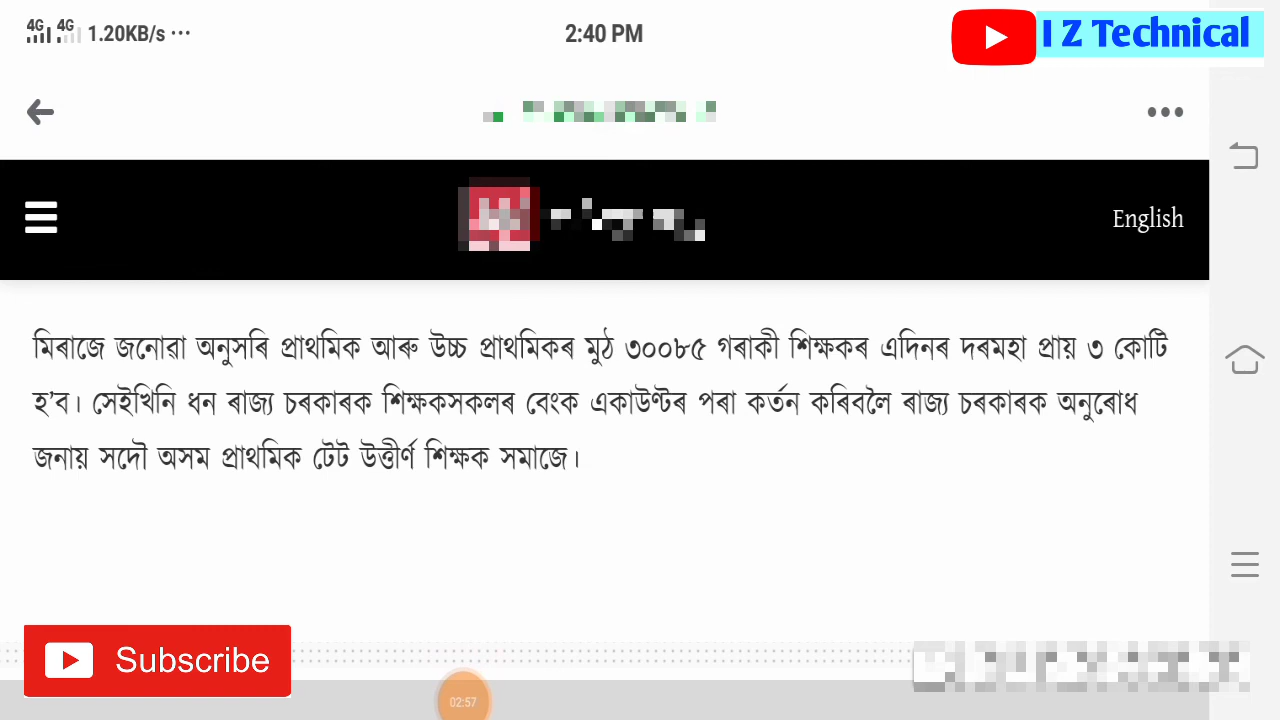 4G 4G 1.20KB/s ···
2:40 PM
I Z Technical
English
মিৰাজে জনোৱা অনুসৰি প্ৰাথমিক আৰু উচ্চ প্ৰাথমিকৰ মুঠ ৩০০৮৫ গৰাকী শিক্ষকৰ এদিনৰ দৰমহা প্ৰায় ৩ কোটি
হ’ব। সেইখিনি ধন ৰাজ্য চৰকাৰক শিক্ষকসকলৰ বেংক একাউণ্টৰ পৰা কৰ্তন কৰিবলৈ ৰাজ্য চৰকাৰক অনুৰোধ
জনায় সদৌ অসম প্ৰাথমিক টেট উত্তীৰ্ণ শিক্ষক সমাজে।
Subscribe
02:57